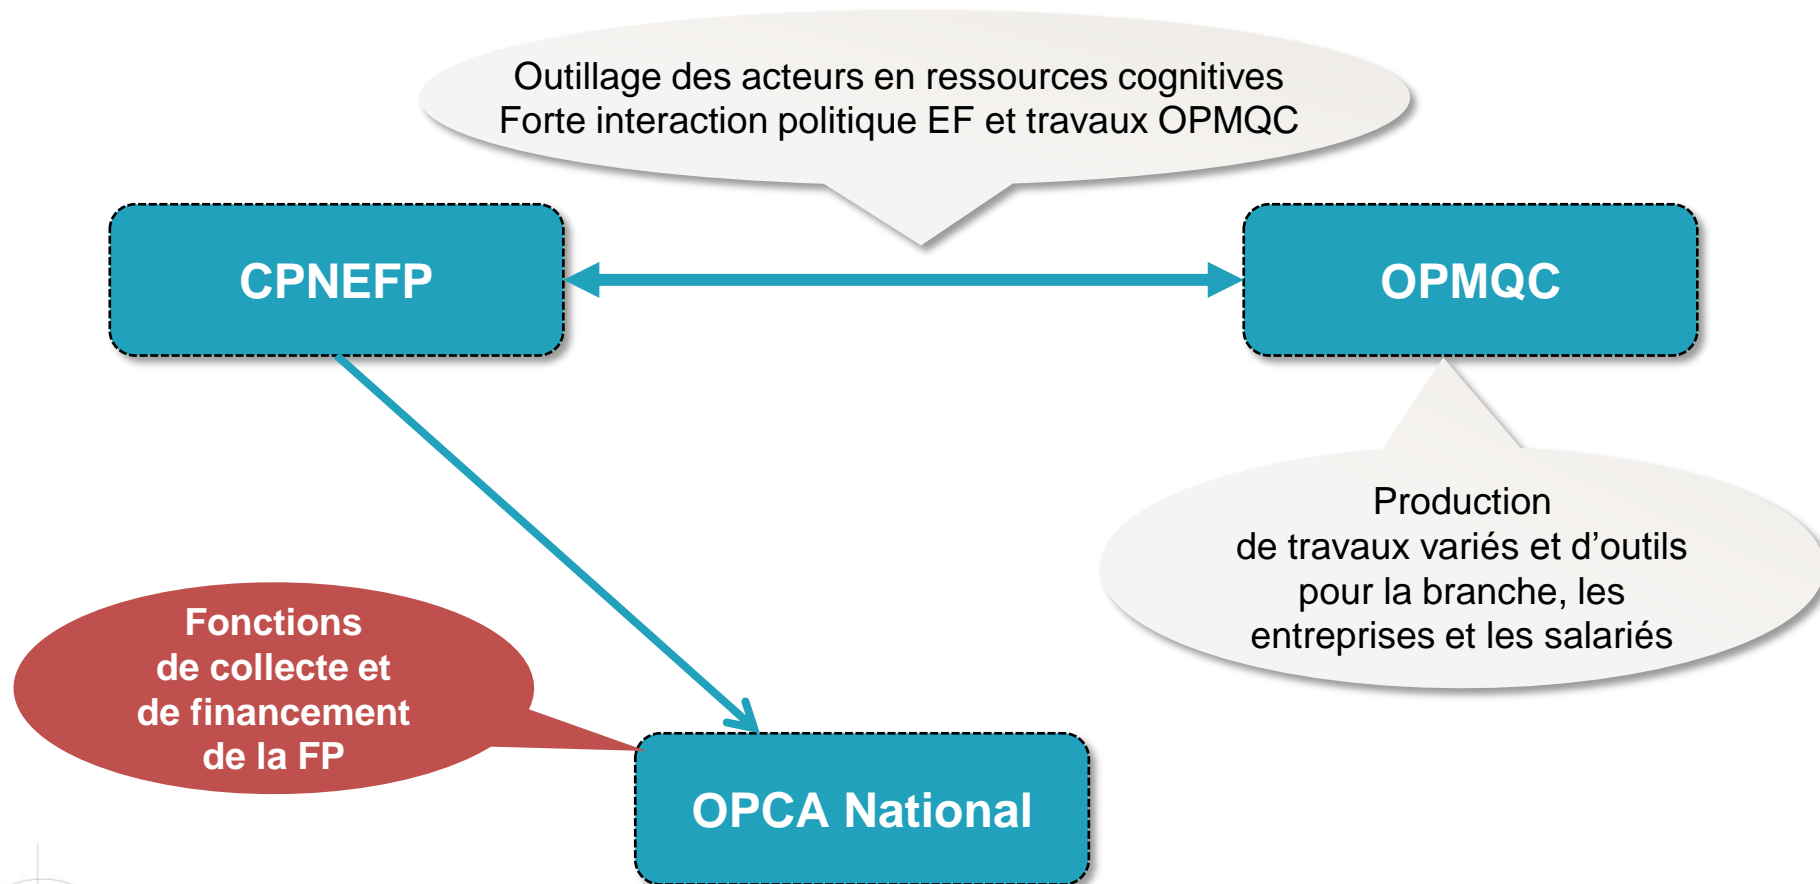 Outillage des acteurs en ressources cognitives
Forte interaction politique EF et travaux OPMQC
CPNEFP
OPMQC
Production
de travaux variés et d’outils
pour la branche, les
entreprises et les salariés
Fonctions
de collecte et
de financement
de la FP
OPCA National